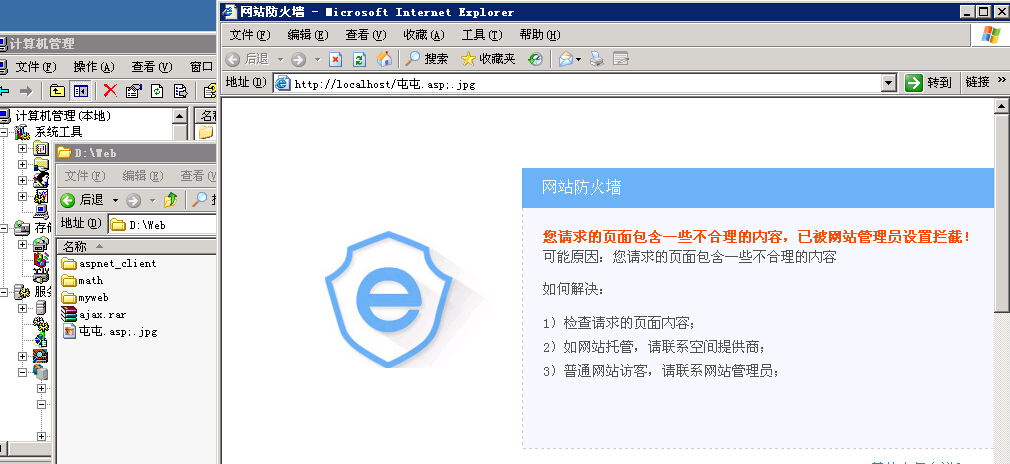 网站防火墙 - Microsoft Internet Explorer
文件(F) 编辑(E) 查看(V) 收藏(A) 工具(T) 帮助(H)
后退 搜索 收藏夹
地址(D) http://localhost/屯屯.asp;.jpg 转到 链接 »
计算机管理
文件(F) 操作(A) 查看(V) 窗口
计算机管理(本地)
系统工具
存储
服务
D:\Web
文件(F) 编辑(E) 查看(V)
后退
地址(D) D:\Web
名称
aspnet_client
math
myweb
ajax.rar
屯屯.asp;.jpg
网站防火墙
您请求的页面包含一些不合理的内容，已被网站管理员设置拦截！
可能原因：您请求的页面包含一些不合理的内容
如何解决：
1）检查请求的页面内容；
2）如网站托管，请联系空间提供商；
3）普通网站访客，请联系网站管理员；